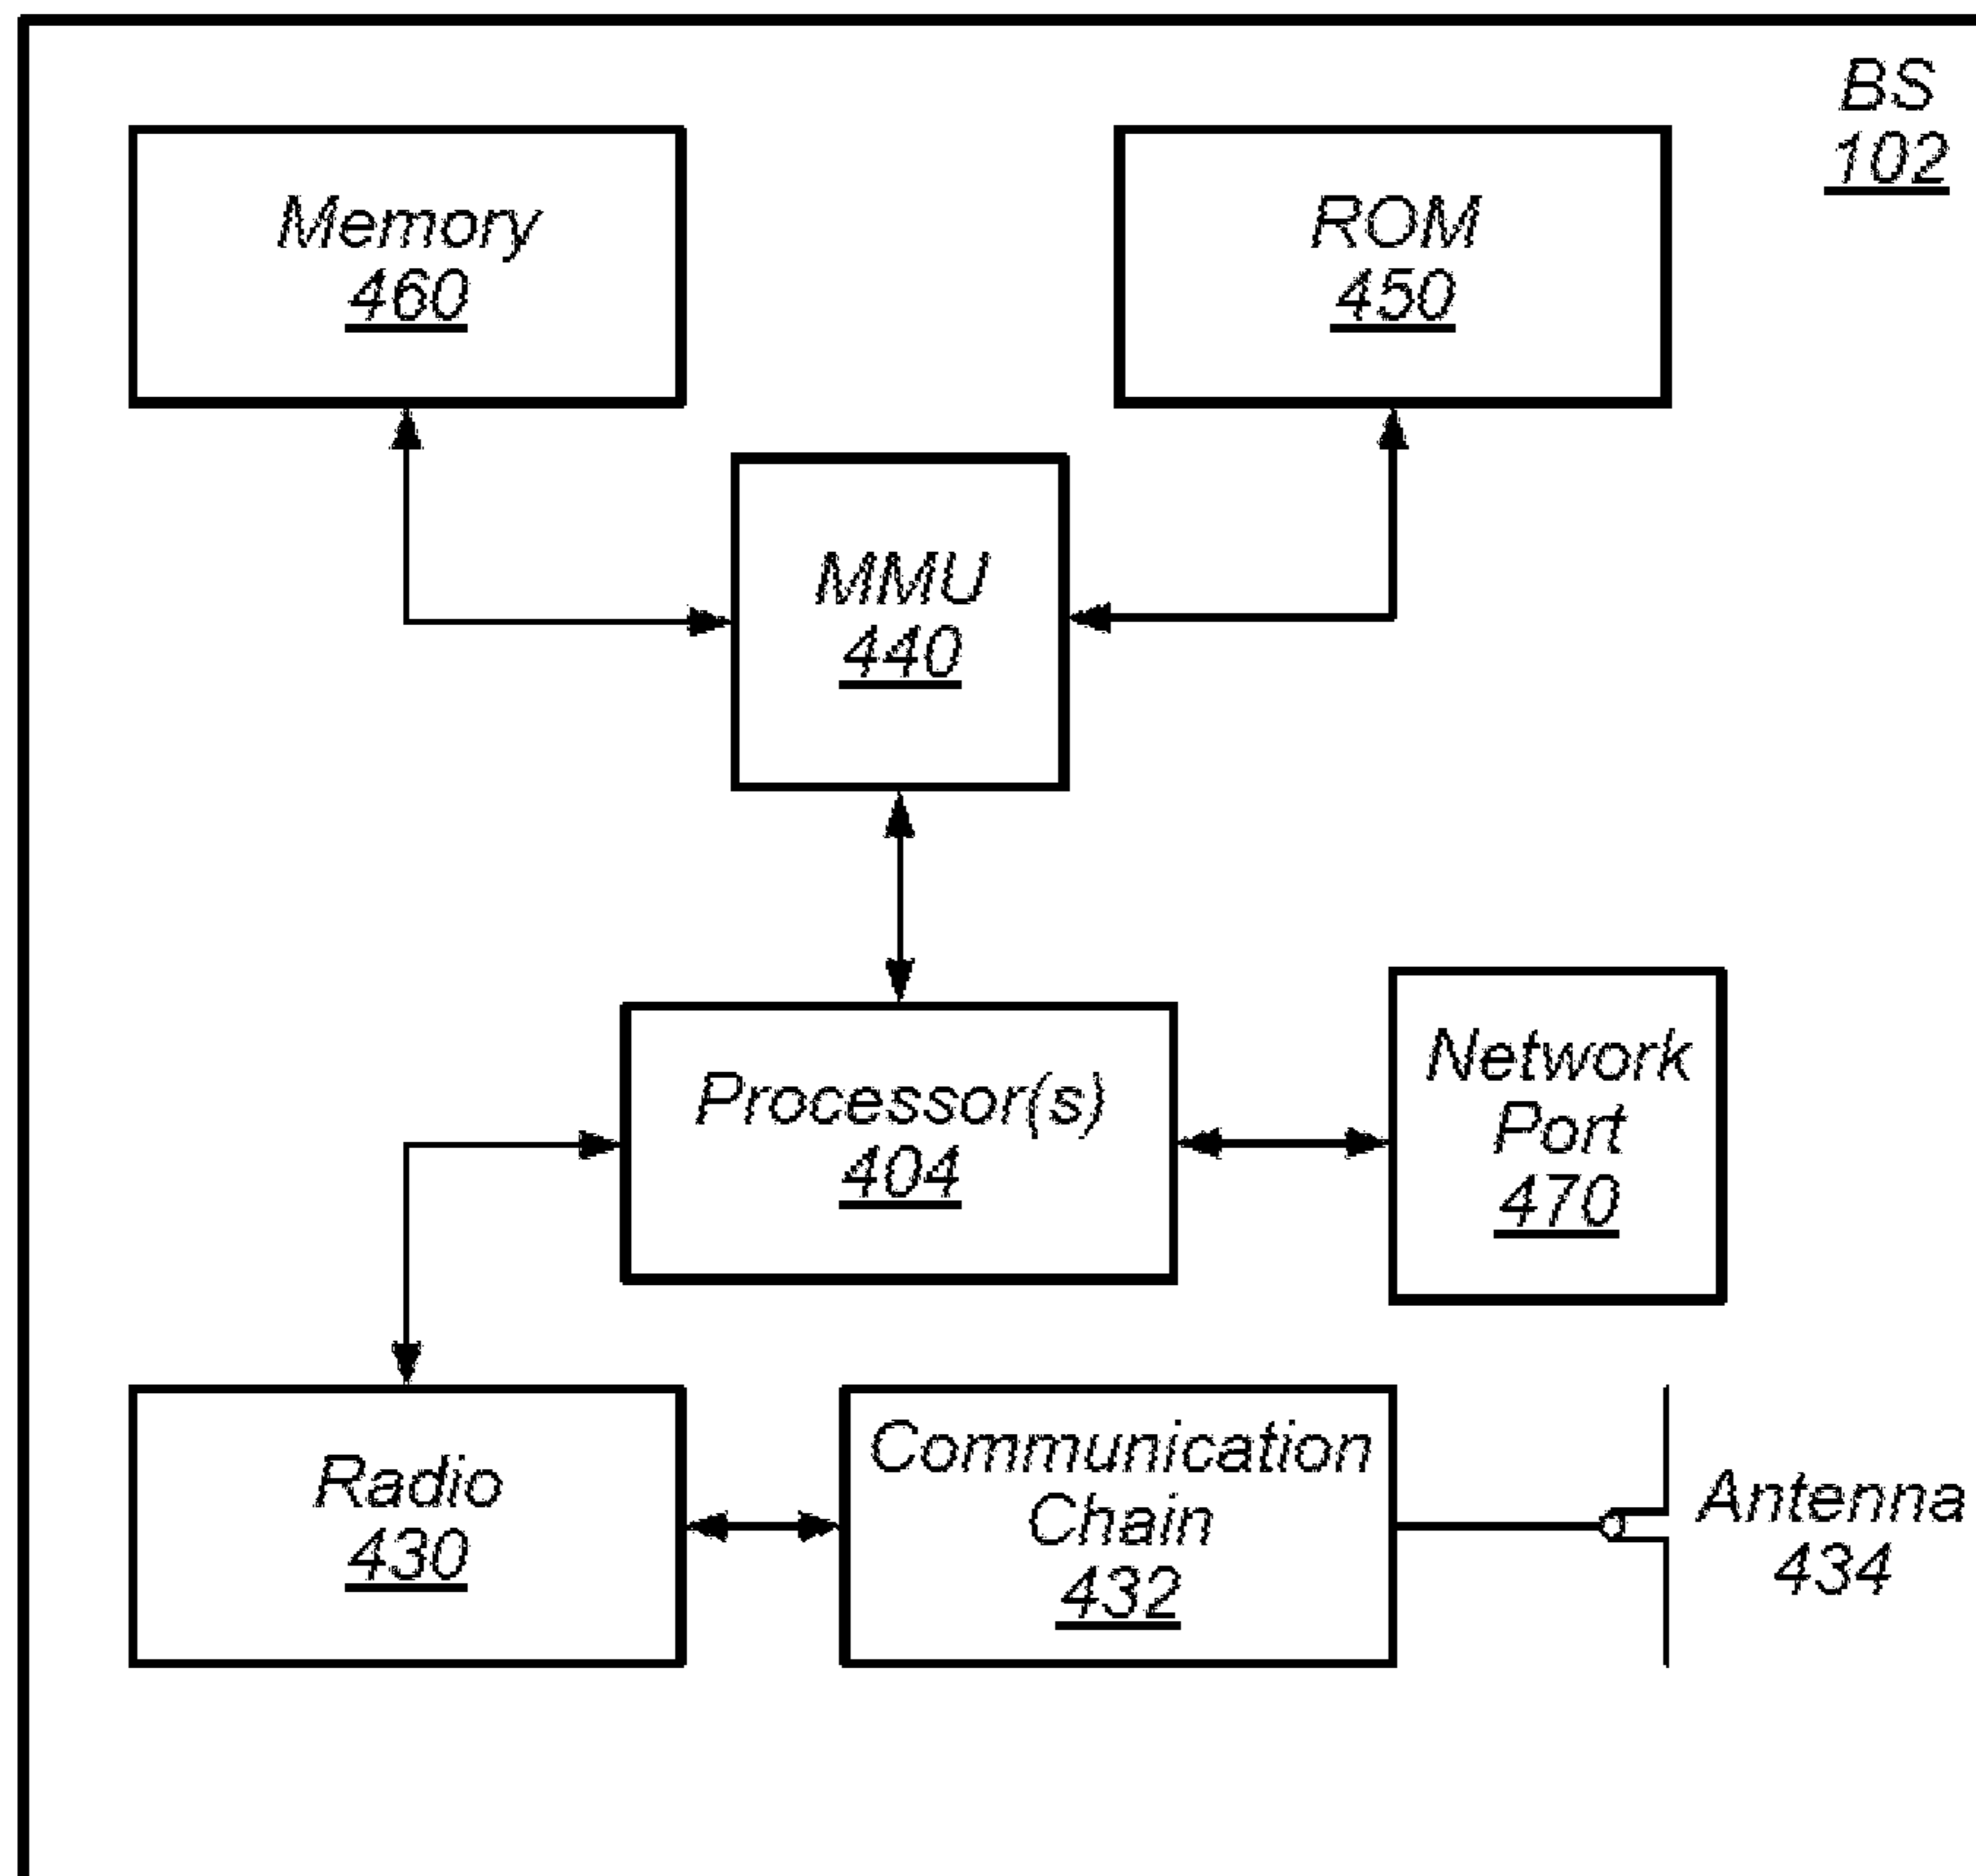 BS
102
Memory
460
ROM
450
MMU
440
Processor(s)
404
Network
Port
470
Radio
430
Communication
Chain
432
Antenna
434